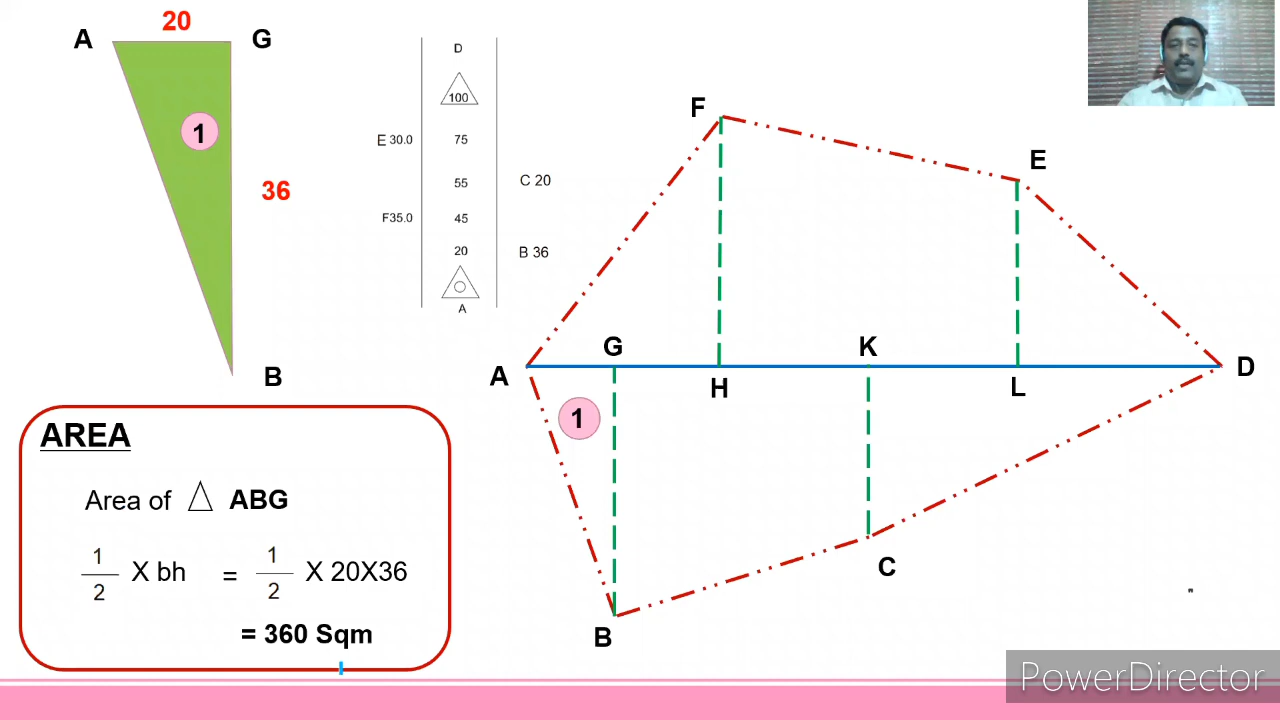 20
A
G
1
36
B
D
100
E 30.0
75
55
C 20
F35.0
45
20
B 36
A
F
E
A
G
H
K
L
D
1
B
C
AREA
Area of △ ABG
1/2 X bh = 1/2 X 20X36
= 360 Sqm
"
PowerDirector